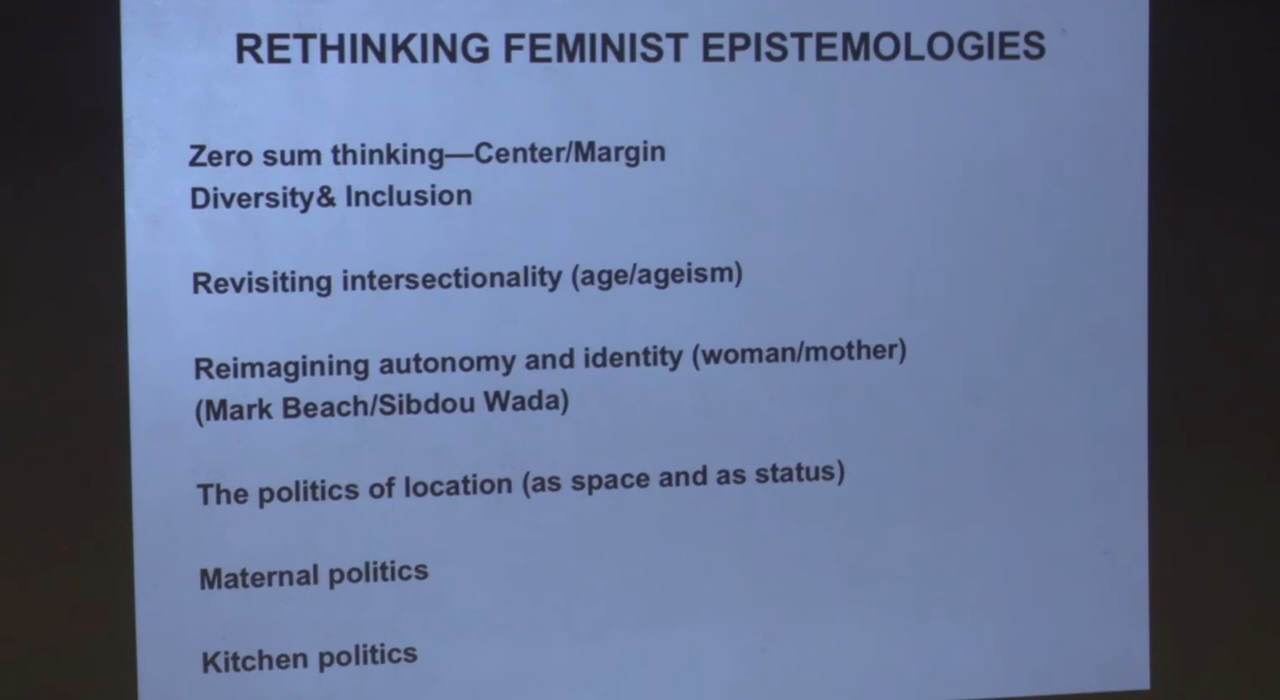 RETHINKING FEMINIST EPISTEMOLOGIES
Zero sum thinking—Center/Margin
Diversity& Inclusion
Revisiting intersectionality (age/ageism)
Reimagining autonomy and identity (woman/mother)
(Mark Beach/Sibdou Wada)
The politics of location (as space and as status)
Maternal politics
Kitchen politics